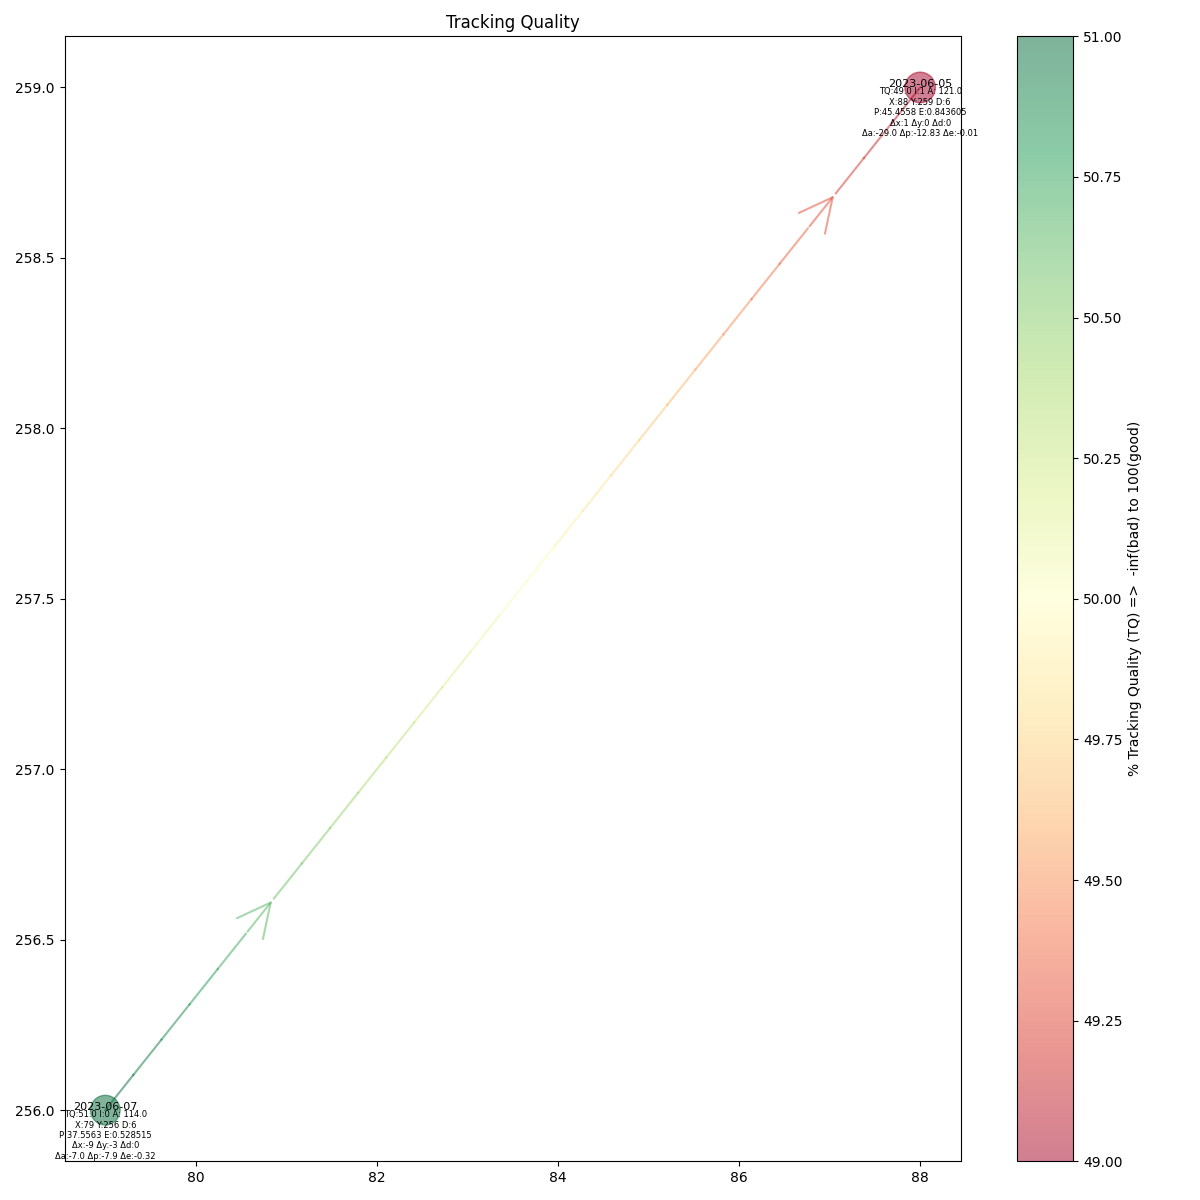 Tracking Quality
259.0
258.5
258.0
257.5
257.0
256.5
256.0
80
82
84
86
88
2023-06-05
TQ:49.0 I:1 A: 121.0
X:88 Y:259 D:6
P:45.4558 E:0.843605
Δx:1 Δy:0 Δd:0
Δa:-29.0 Δp:-12.83 Δe:-0.01
2023-06-07
TQ:51.0 I:0 A: 114.0
X:79 Y:256 D:6
P:37.5563 E:0.528515
Δx:-9 Δy:-3 Δd:0
Δa:-7.0 Δp:-7.9 Δe:-0.32
51.00
50.75
50.50
50.25
50.00
49.75
49.50
49.25
49.00
% Tracking Quality (TQ) => -inf(bad) to 100(good)